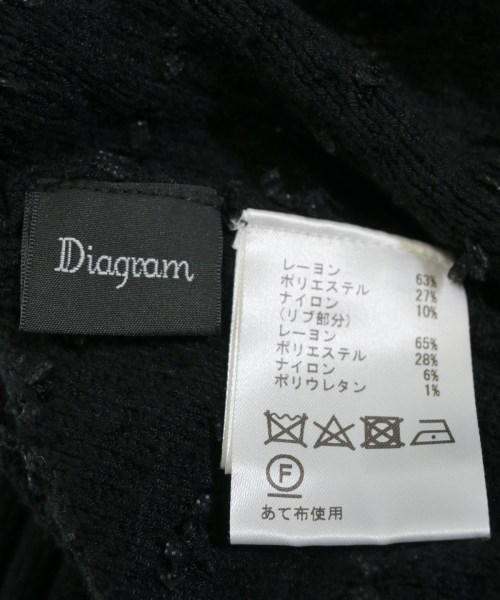 Diagram
レーヨン 63%
ポリエステル 27%
ナイロン 10%
(リブ部分)
レーヨン 65%
ポリエステル 28%
ナイロン 6%
ポリウレタン 1%
F
あて布使用